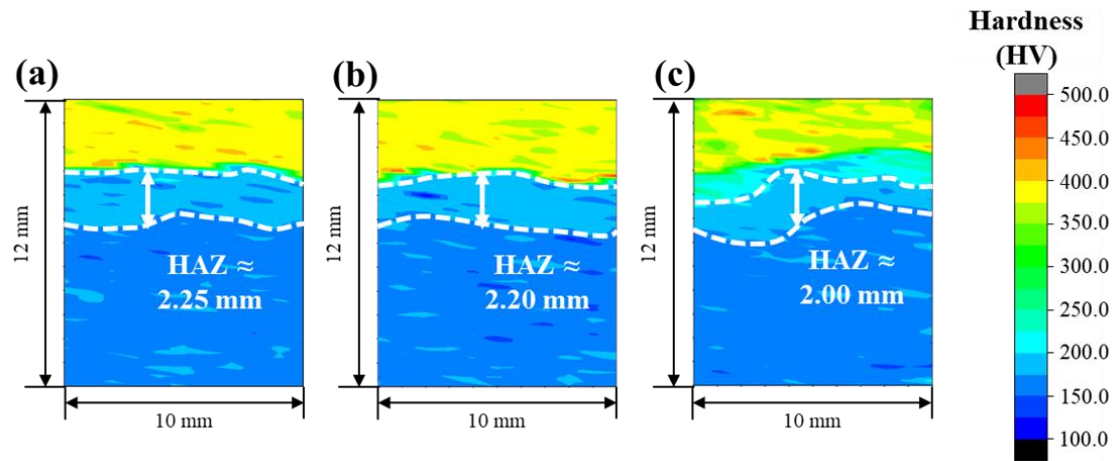 Hardness
(HV)
(a)
(b)
(c)
500.0
450.0
400.0
350.0
300.0
250.0
200.0
150.0
100.0
12 mm
12 mm
12 mm
HAZ ≈
2.25 mm
HAZ ≈
2.20 mm
HAZ ≈
2.00 mm
10 mm
10 mm
10 mm